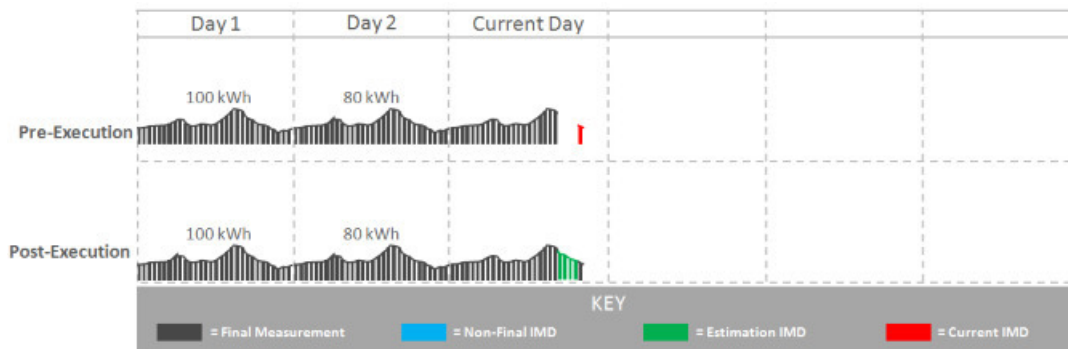 Day 1 Day 2 Current Day
100 kWh 80 kWh
Pre-Execution
100 kWh 80 kWh
Post-Execution
KEY
= Final Measurement = Non-Final IMD = Estimation IMD = Current IMD